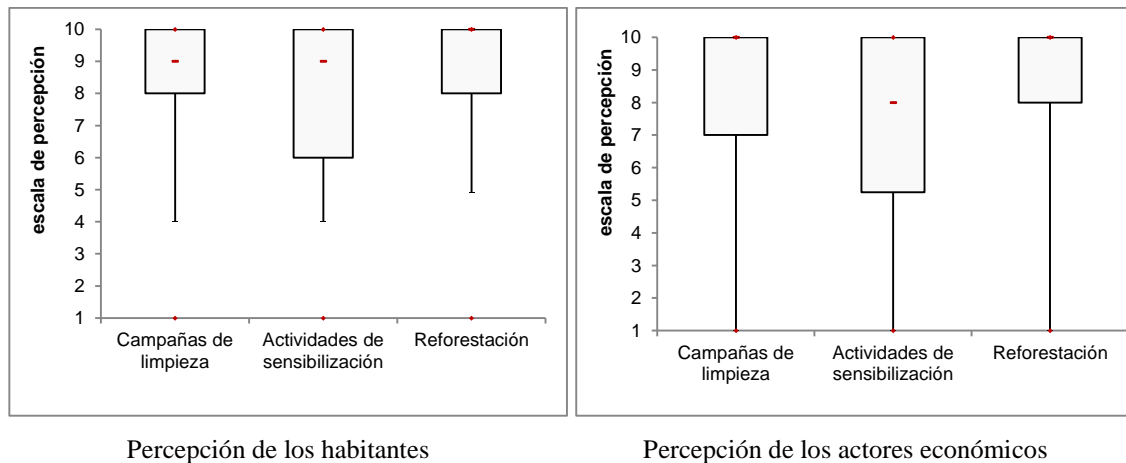 escala de percepción
10
9
8
7
6
5
4
3
2
1
Campañas de
limpieza
Actividades de
sensibilización
Reforestación
Percepción de los habitantes
escala de percepción
10
9
8
7
6
5
4
3
2
1
Campañas de
limpieza
Actividades de
sensibilización
Reforestación
Percepción de los actores económicos